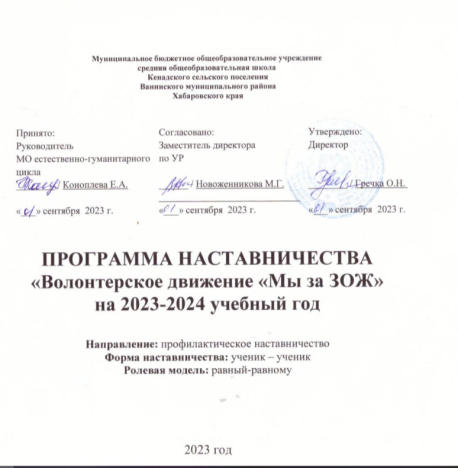 Муниципальное бюджетное общеобразовательное учреждение
средняя общеобразовательная школа
Кенадского сельского поселения
Ванинского муниципального района
Хабаровского края
Принято:
Руководитель
МО естественно-гуманитарного
цикла
Коноплева Е.А.
«01» сентября 2023 г.
Согласовано:
Заместитель директора
по УР
Новоженникова М.Г.
«01» сентября 2023 г.
Утверждено:
Директор
Гречка О.Н.
«01» сентября 2023 г.
ПРОГРАММА НАСТАВНИЧЕСТВА
«Волонтерское движение «Мы за ЗОЖ»
на 2023-2024 учебный год
Направление: профилактическое наставничество
Форма наставничества: ученик – ученик
Ролевая модель: равный-равному
2023 год